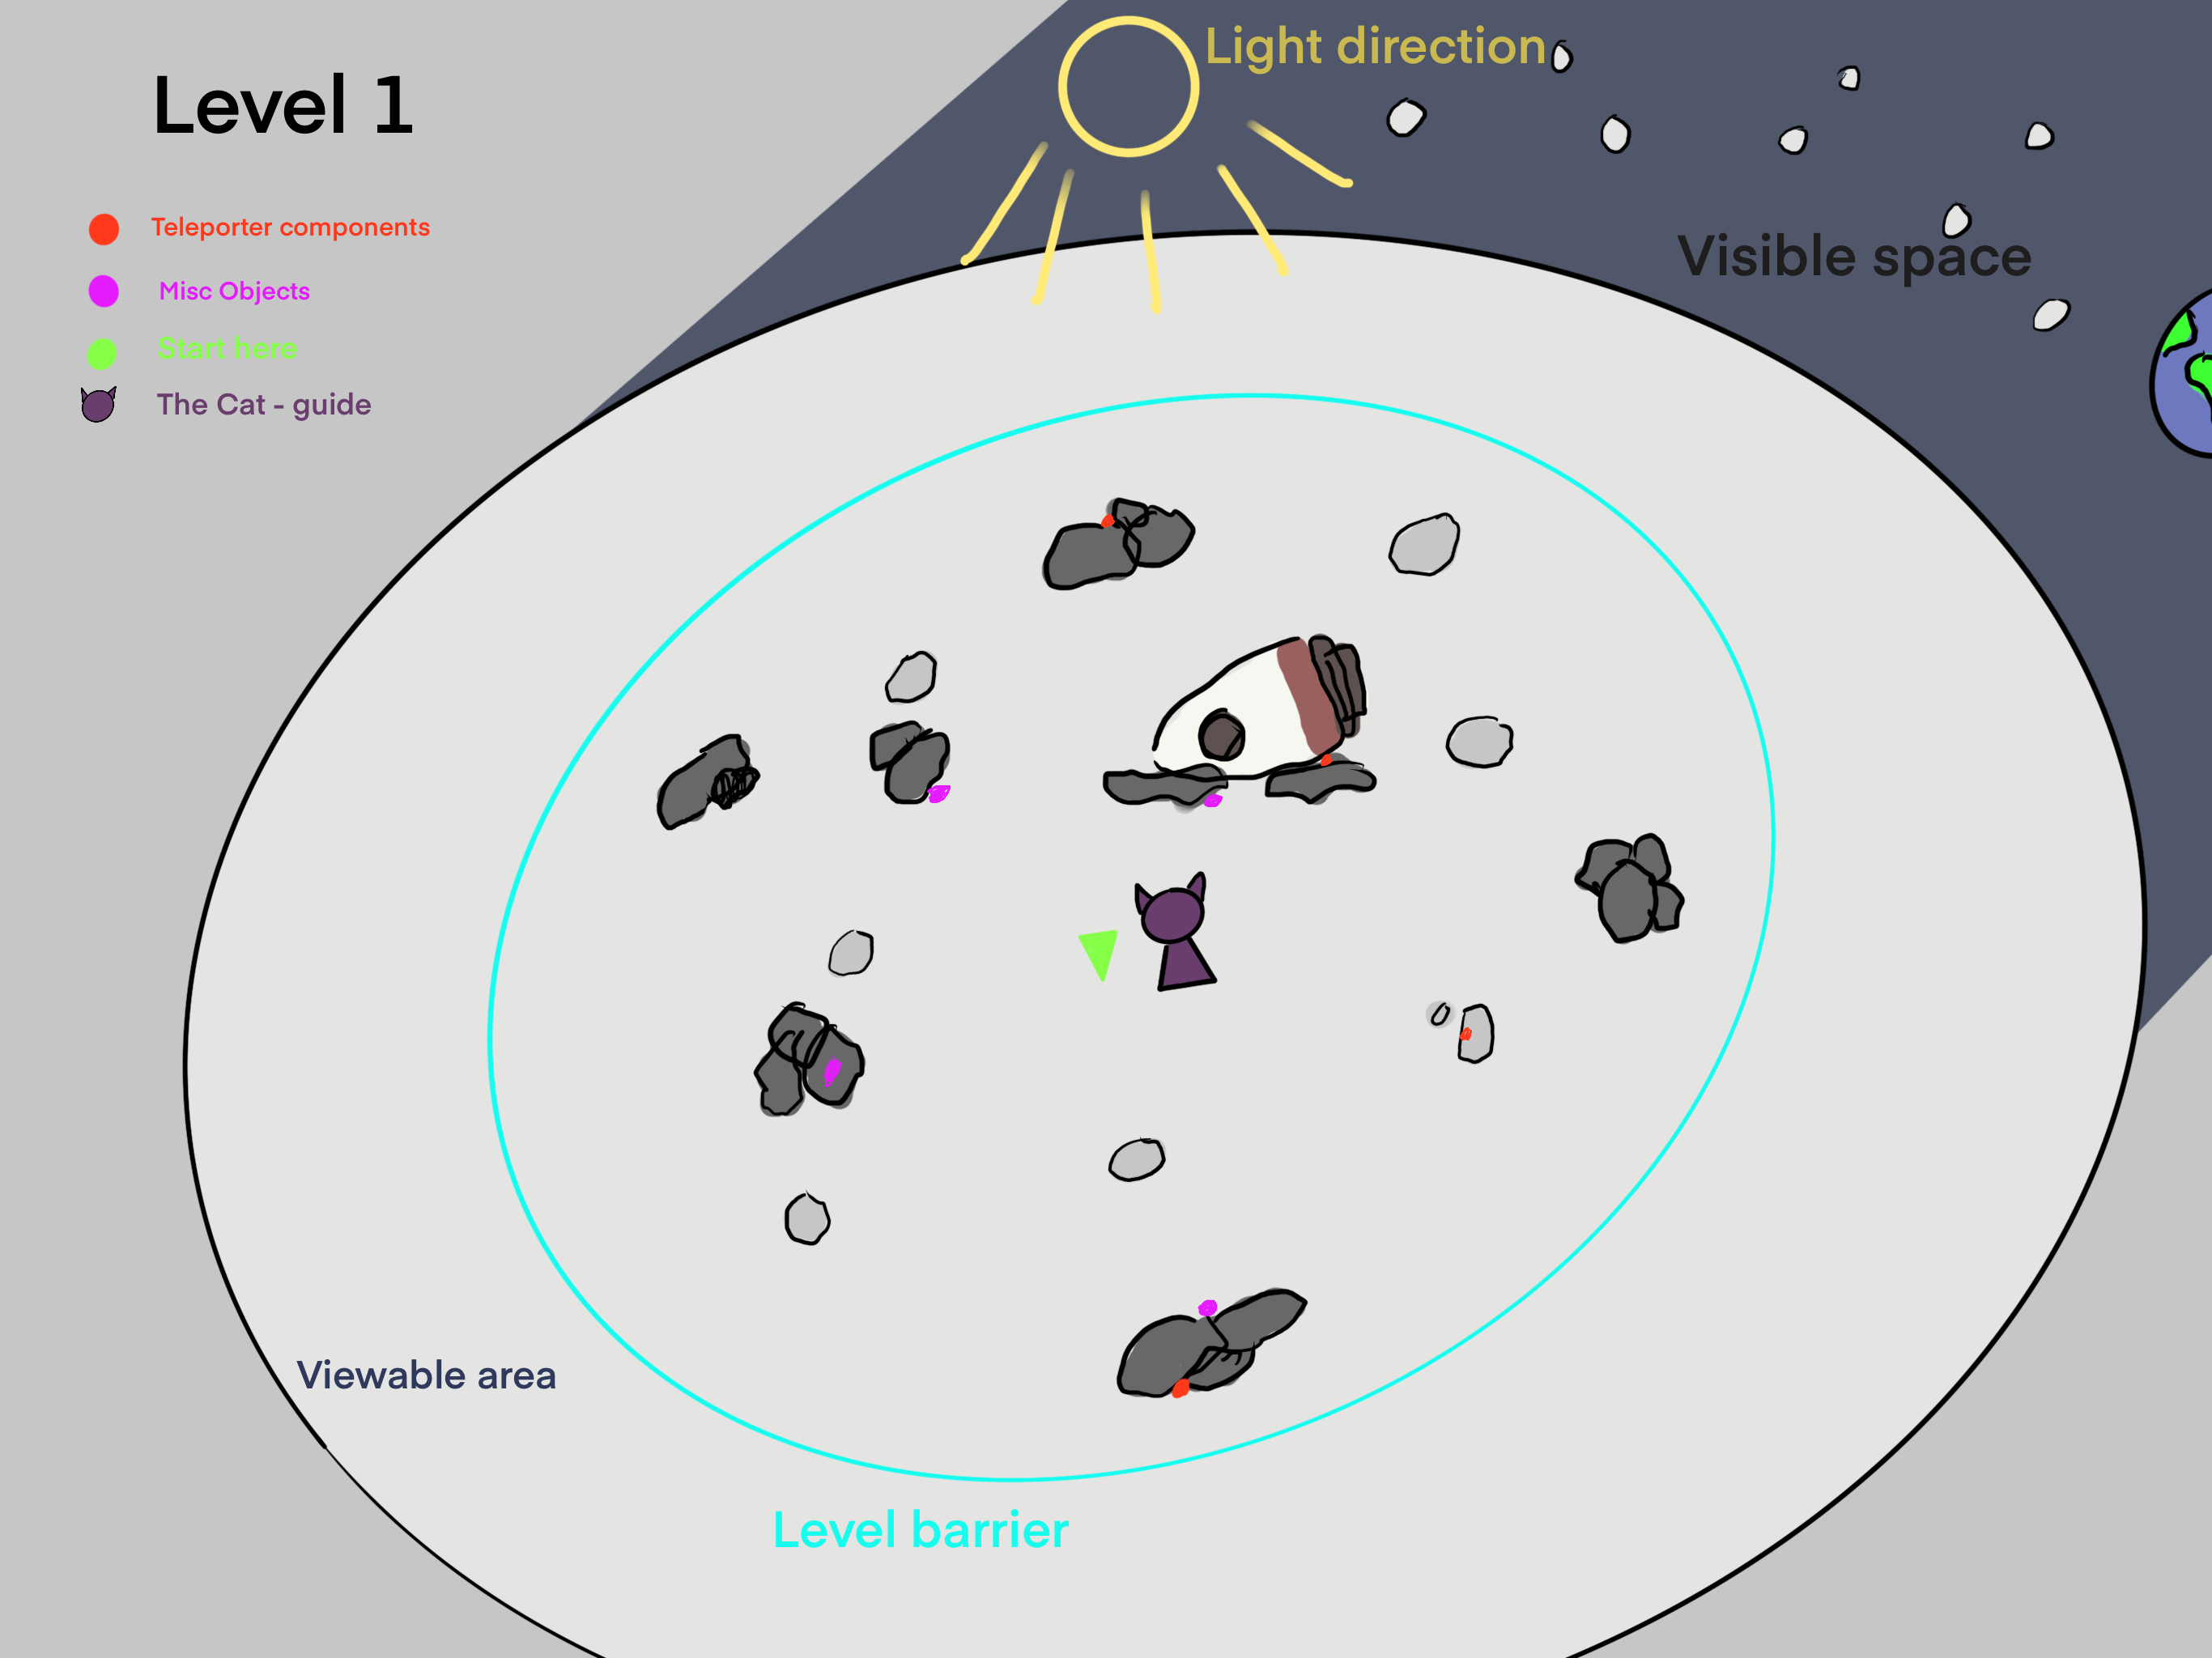 Level 1
Light direction
Teleporter components
Misc Objects
Start here
The Cat - guide
Visible space
Viewable area
Level barrier